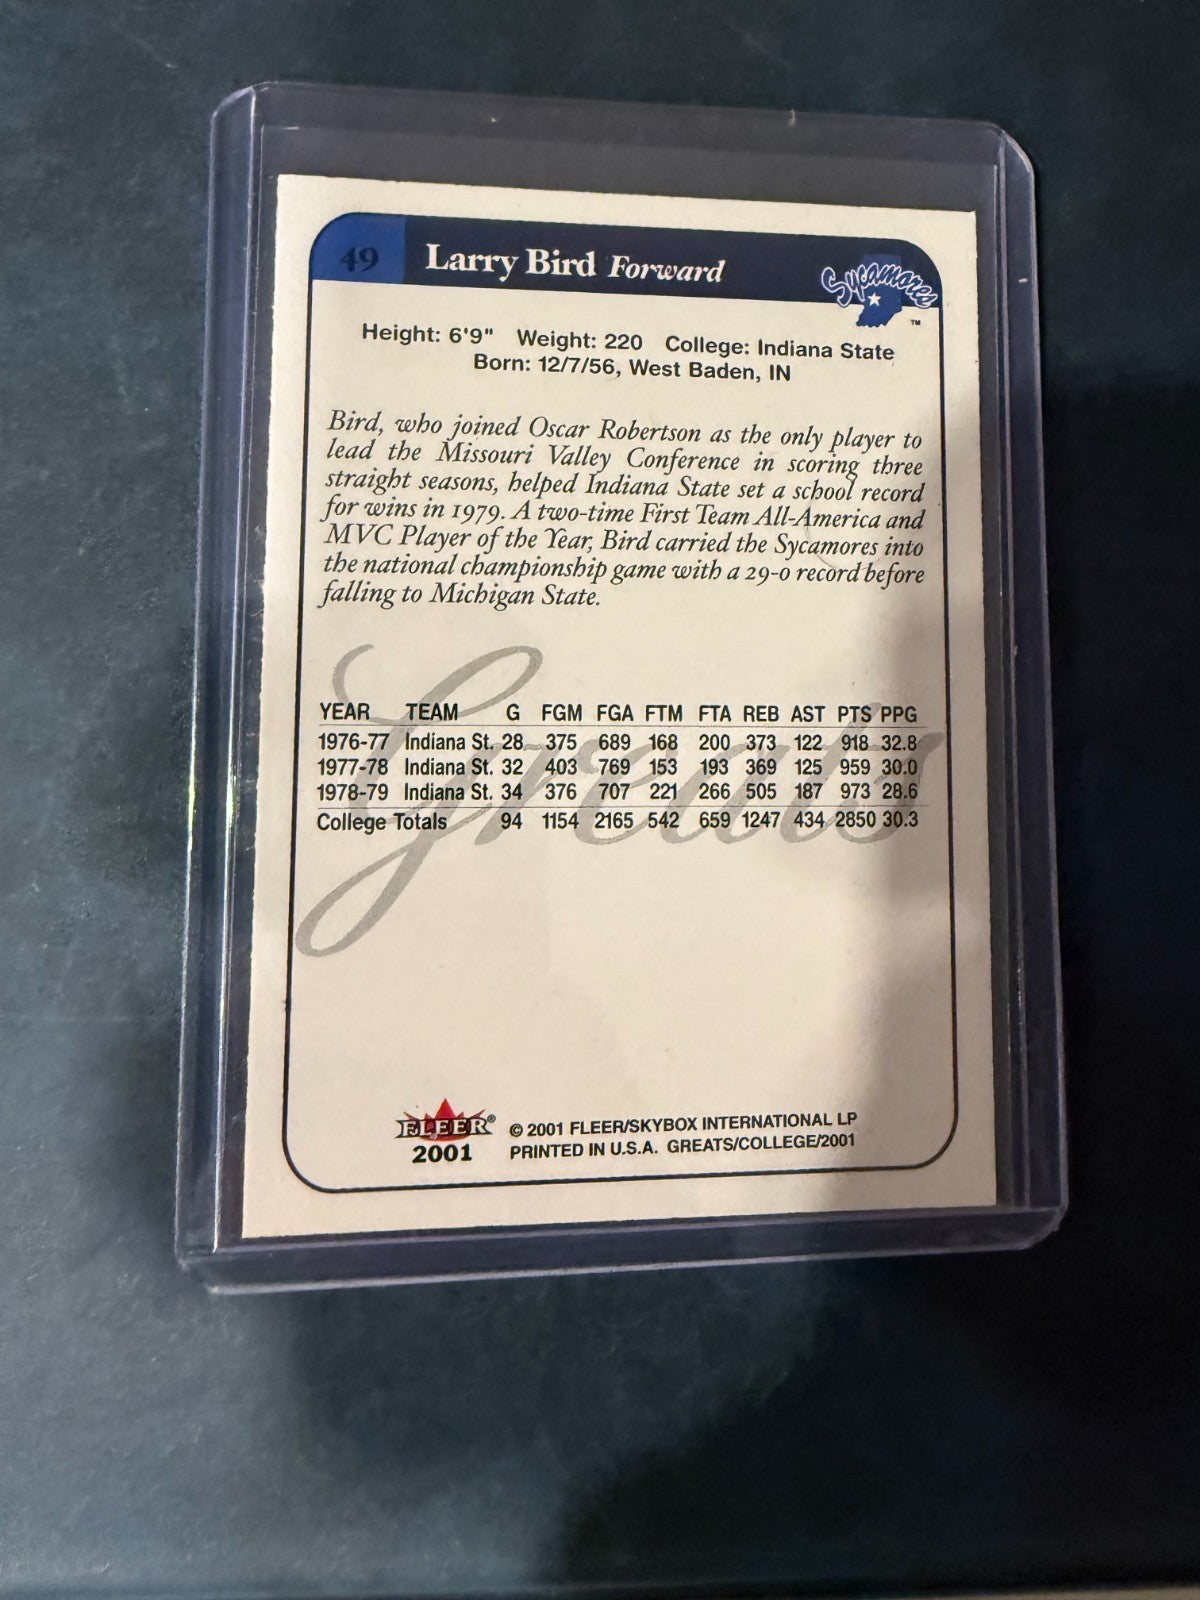 49 Larry Bird Forward Sycamores ™
Height: 6'9" Weight: 220 College: Indiana State
Born: 12/7/56, West Baden, IN
Bird, who joined Oscar Robertson as the only player to
lead the Missouri Valley Conference in scoring three
straight seasons, helped Indiana State set a school record
for wins in 1979. A two-time First Team All-America and
MVC Player of the Year, Bird carried the Sycamores into
the national championship game with a 29-0 record before
falling to Michigan State.
Greats
YEAR TEAM G FGM FGA FTM FTA REB AST PTS PPG
1976-77 Indiana St. 28 375 689 168 200 373 122 918 32.8
1977-78 Indiana St. 32 403 769 153 193 369 125 959 30.0
1978-79 Indiana St. 34 376 707 221 266 505 187 973 28.6
College Totals 94 1154 2165 542 659 1247 434 2850 30.3
FLEER® © 2001 FLEER/SKYBOX INTERNATIONAL LP
2001 PRINTED IN U.S.A. GREATS/COLLEGE/2001